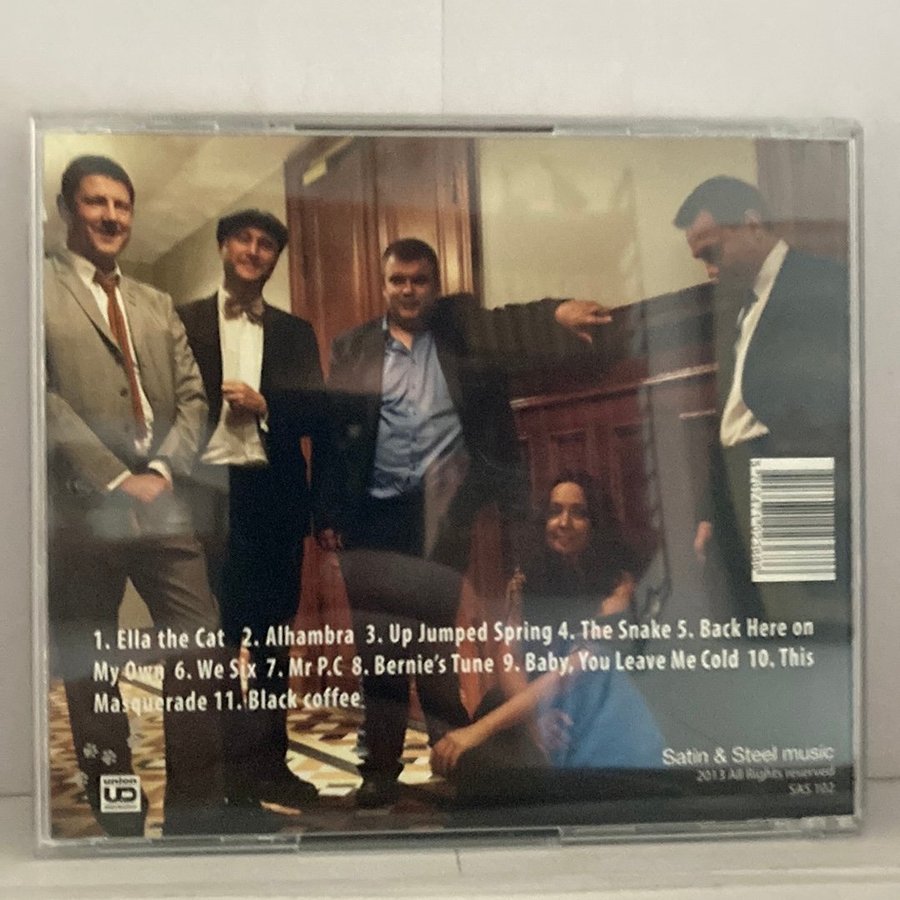 1. Ella the Cat 2. Alhambra 3. Up Jumped Spring 4. The Snake 5. Back Here on
My Own 6. We Six 7. Mr P.C 8. Bernie's Tune 9. Baby, You Leave Me Cold 10. This
Masquerade 11. Black coffee
Satin & Steel music
2013 All Rights reserved
SAS 102
union
UD